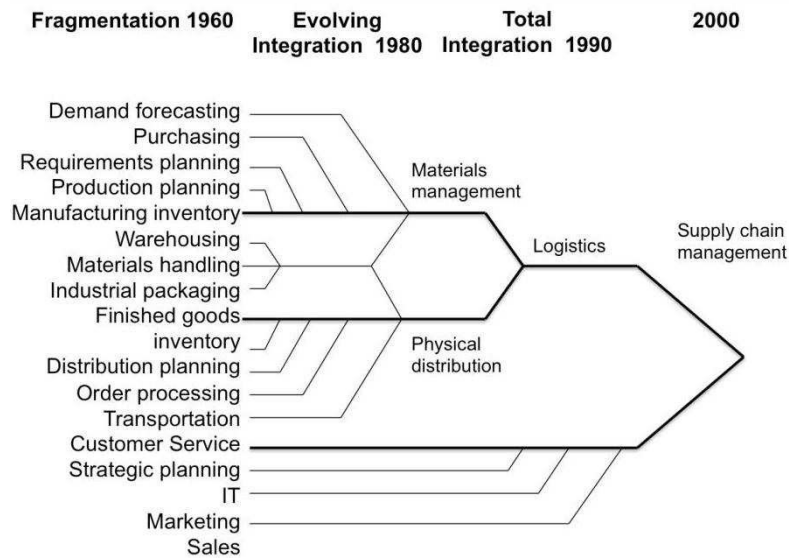 Fragmentation 1960
Evolving
Integration 1980
Total
Integration 1990
2000
Demand forecasting
Purchasing
Requirements planning
Production planning
Manufacturing inventory
Warehousing
Materials handling
Industrial packaging
Finished goods
inventory
Distribution planning
Order processing
Transportation
Customer Service
Strategic planning
IT
Marketing
Sales
Materials
management
Physical
distribution
Logistics
Supply chain
management